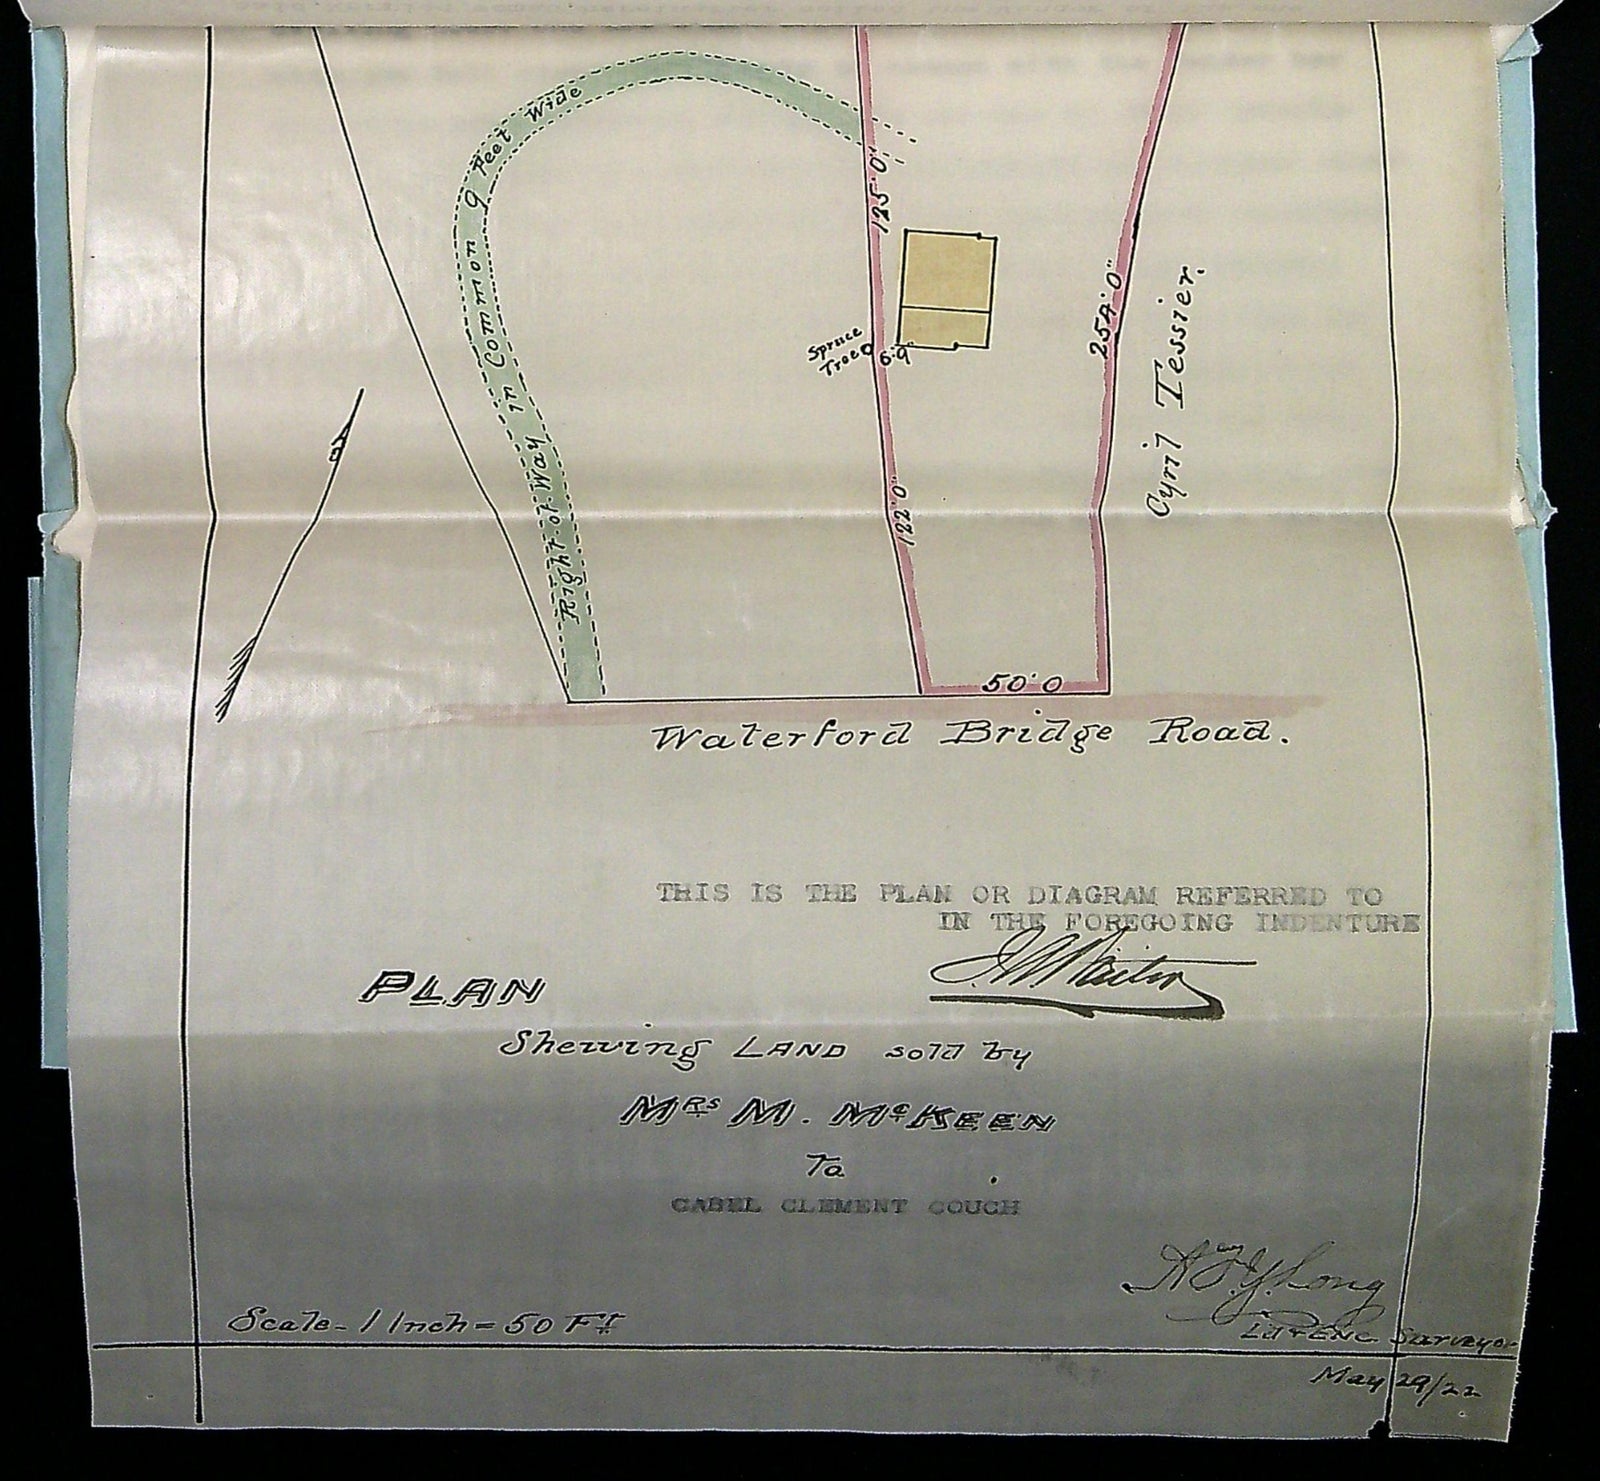 Right of Way in Common 9 Feet Wide
125'0"
Spruce
Tree
6'9"
254'0"
Cyril Tessier.
122'0"
50'0
Waterford Bridge Road.
THIS IS THE PLAN OR DIAGRAM REFERRED TO
IN THE FOREGOING INDENTURE
PLAN
Shewing LAND sold by
MRS M. McKEEN
To
CABEL CLEMENT COUCH
Long
Scale - 1 Inch = 50 FT
Surveyor
May 29/22